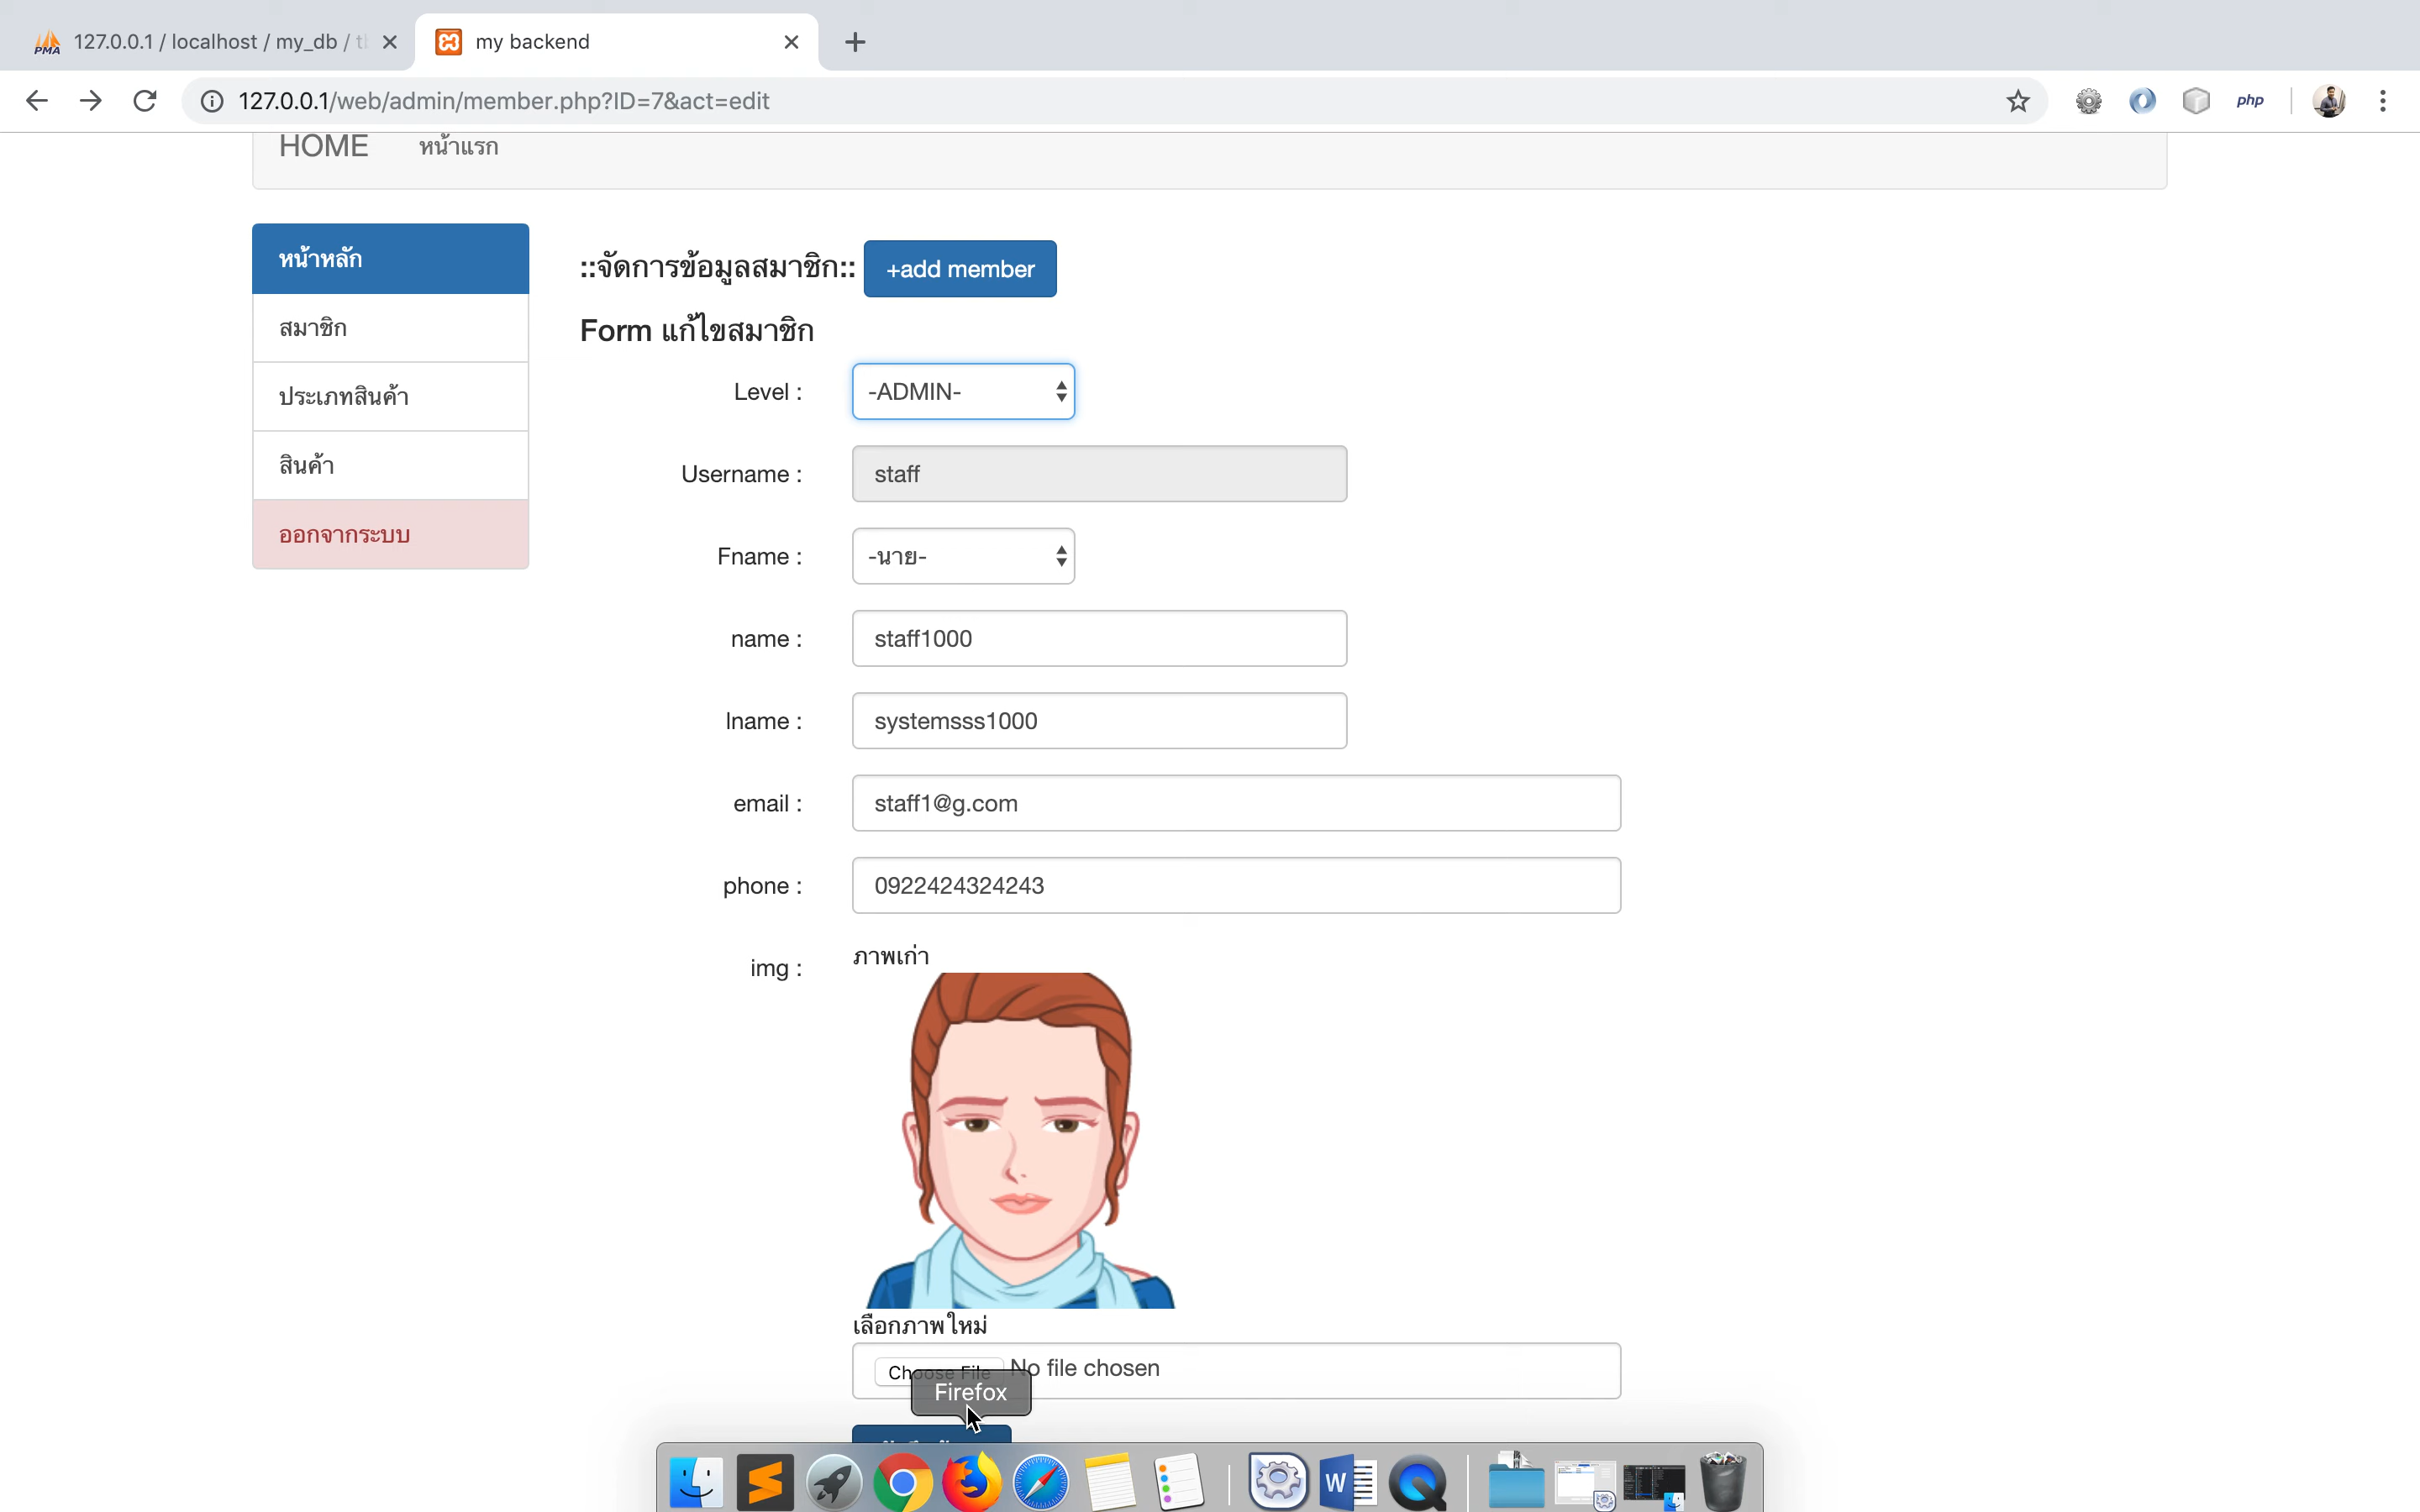 127.0.0.1 / localhost / my_db /
my backend
127.0.0.1/web/admin/member.php?ID=7&act=edit
php
HOME
หน้าแรก
หน้าหลัก
สมาชิก
ประเภทสินค้า
สินค้า
ออกจากระบบ
::จัดการข้อมูลสมาชิก::
+add member
Form แก้ไขสมาชิก
Level :
-ADMIN-
Username :
staff
Fname :
-นาย-
name :
staff1000
lname :
systemsss1000
email :
staff1@g.com
phone :
0922424324243
img :
ภาพเก่า
เลือกภาพใหม่
Choose File
No file chosen
Firefox